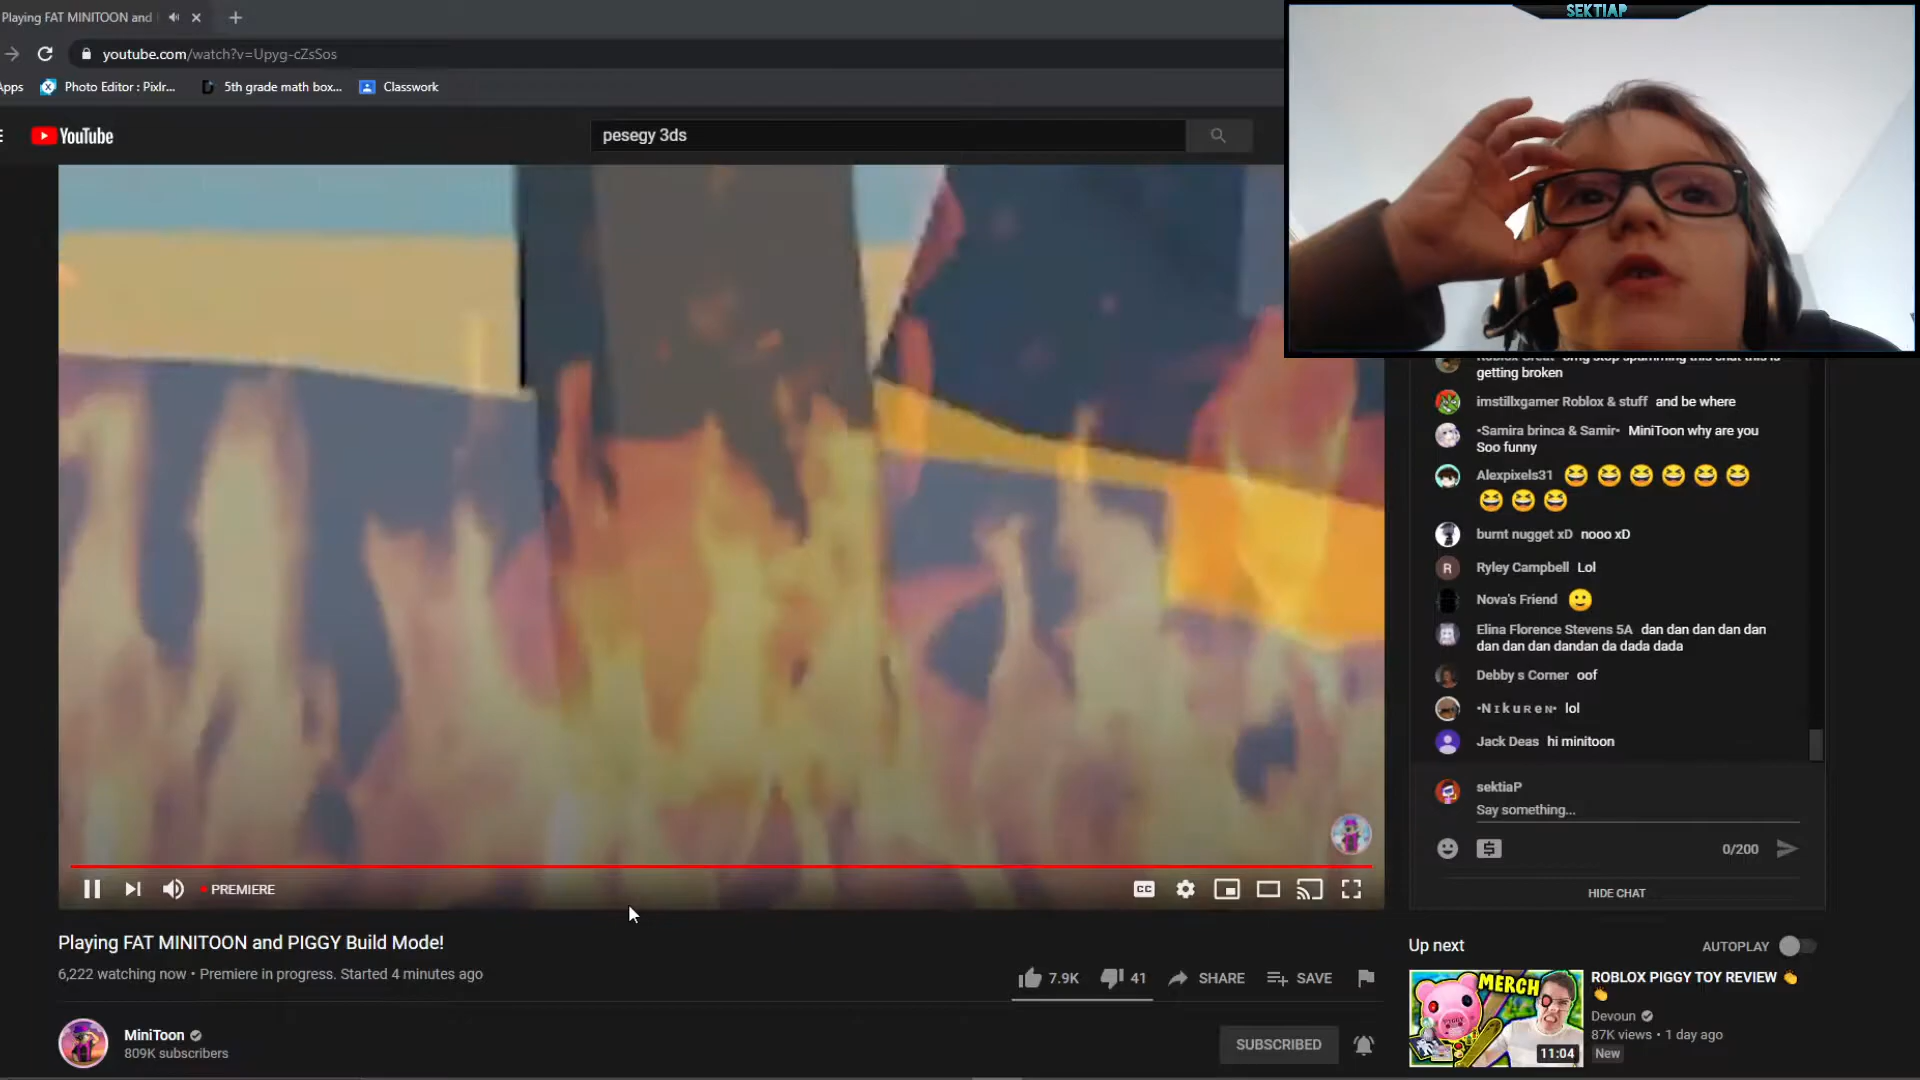 Playing FAT MINITOON and
youtube.com/watch?v=Upyg-cZsSos
Apps
Photo Editor : Pixlr...
5th grade math box...
Classwork
YouTube
pesegy 3ds
SEKTIAP
getting broken
imstillxgamer Roblox & stuff and be where
•Samira brinca & Samir• MiniToon why are you
Soo funny
Alexpixels31
burnt nugget xD nooo xD
R
Ryley Campbell Lol
Nova's Friend
Elina Florence Stevens 5A dan dan dan dan dan
dan dan dan dandan da dada dada
Debby s Corner oof
•Nɪᴋuʀᴇɴ• lol
Jack Deas hi minitoon
sektiaP
Say something...
0/200
HIDE CHAT
PREMIERE
CC
Playing FAT MINITOON and PIGGY Build Mode!
6,222 watching now • Premiere in progress. Started 4 minutes ago
7.9K
41
SHARE
SAVE
MiniToon
809K subscribers
SUBSCRIBED
Up next
AUTOPLAY
MERCH
11:04
ROBLOX PIGGY TOY REVIEW 👏
👏
Devoun
87K views • 1 day ago
New